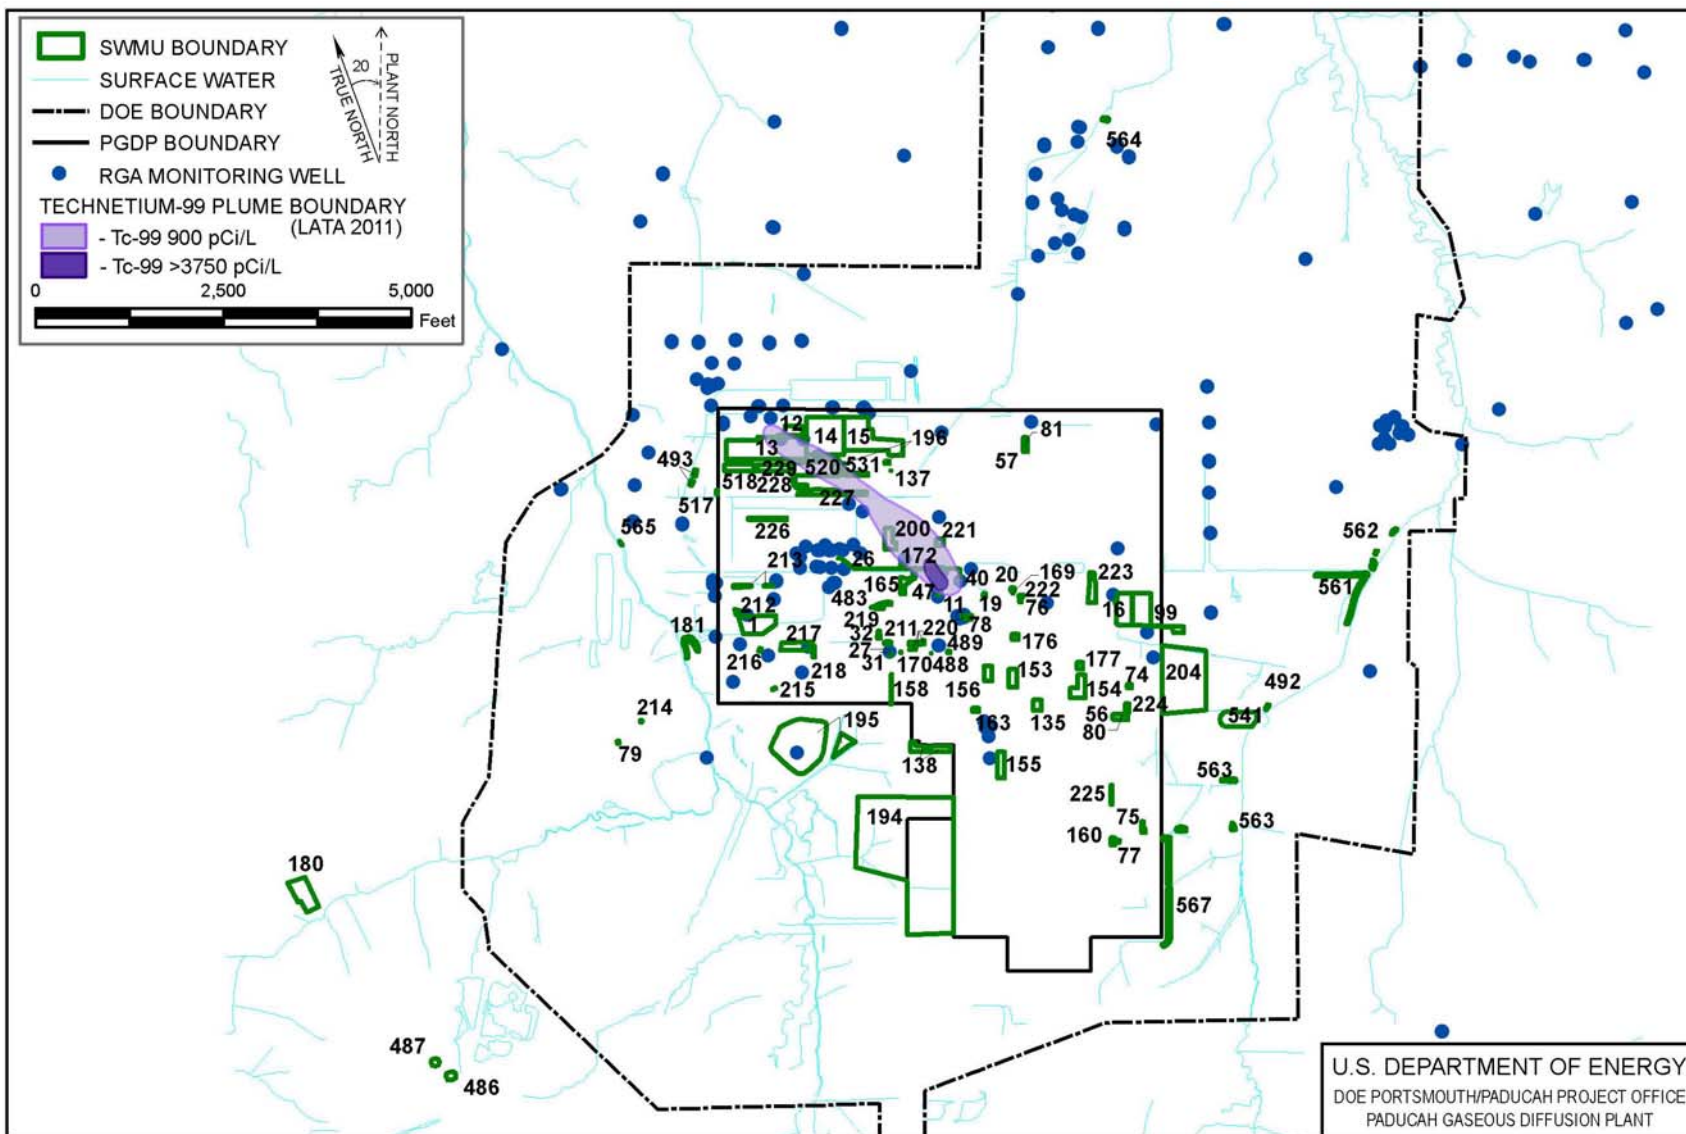 SWMU BOUNDARY
SURFACE WATER
DOE BOUNDARY
PGDP BOUNDARY
RGA MONITORING WELL
TECHNETIUM-99 PLUME BOUNDARY
(LATA 2011)
- Tc-99 900 pCi/L
- Tc-99 >3750 pCi/L
0 2,500 5,000
Feet
20
TRUE NORTH
PLANT NORTH
564
81
12
14 15 196
13
57
493
229 520 531
518 228 137
517 227
565 226 200 221
562
213 26 172
165 40 20 169 223
561
483 47 222
212 219 11 19 76 16 99
181 1 217 32 211 220 78
27 489 176
216 218 31 170 488 153 177
74 204
215 158 156 154 492
214 195 163 135 56 224 541
80
79 138 155 563
225
194 75 563
160 77
180
567
487
486
U.S. DEPARTMENT OF ENERGY
DOE PORTSMOUTH/PADUCAH PROJECT OFFICE
PADUCAH GASEOUS DIFFUSION PLANT